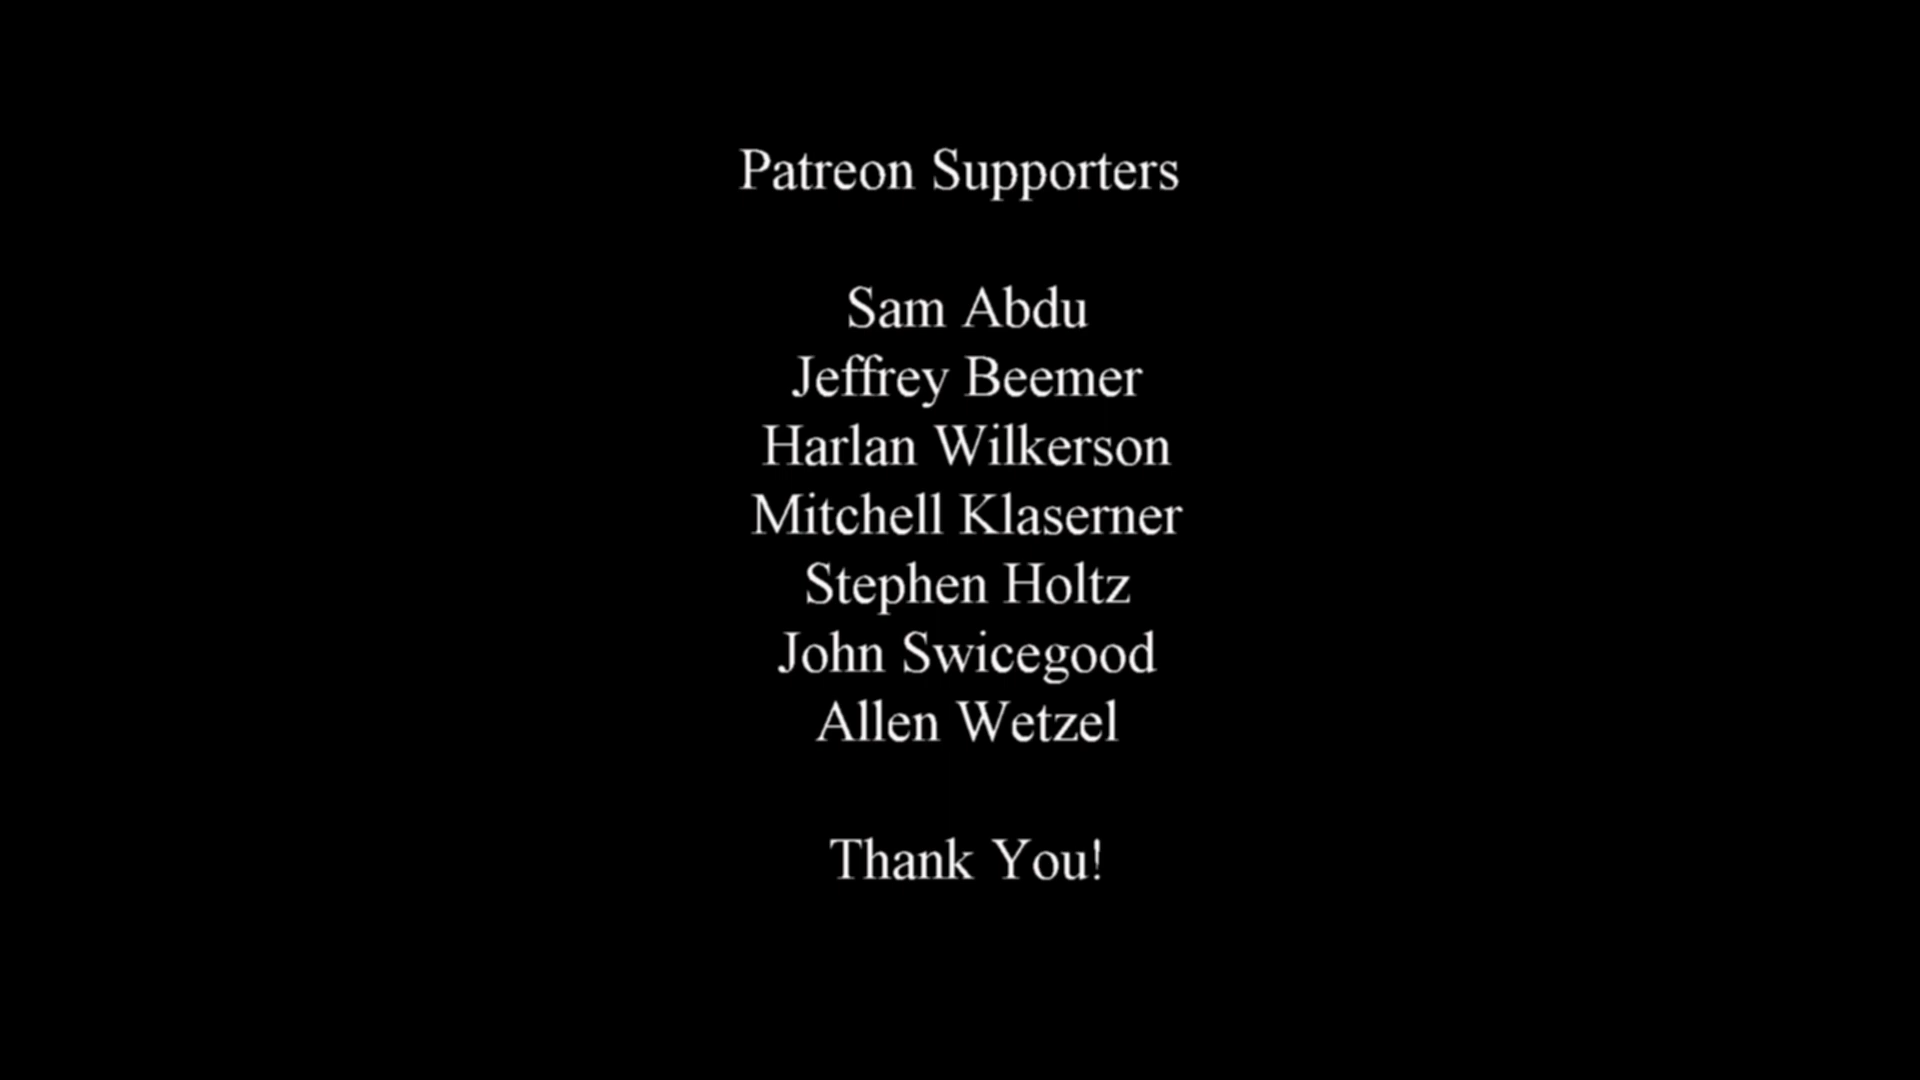 Patreon Supporters
Sam Abdu
Jeffrey Beemer
Harlan Wilkerson
Mitchell Klaserner
Stephen Holtz
John Swicegood
Allen Wetzel
Thank You!